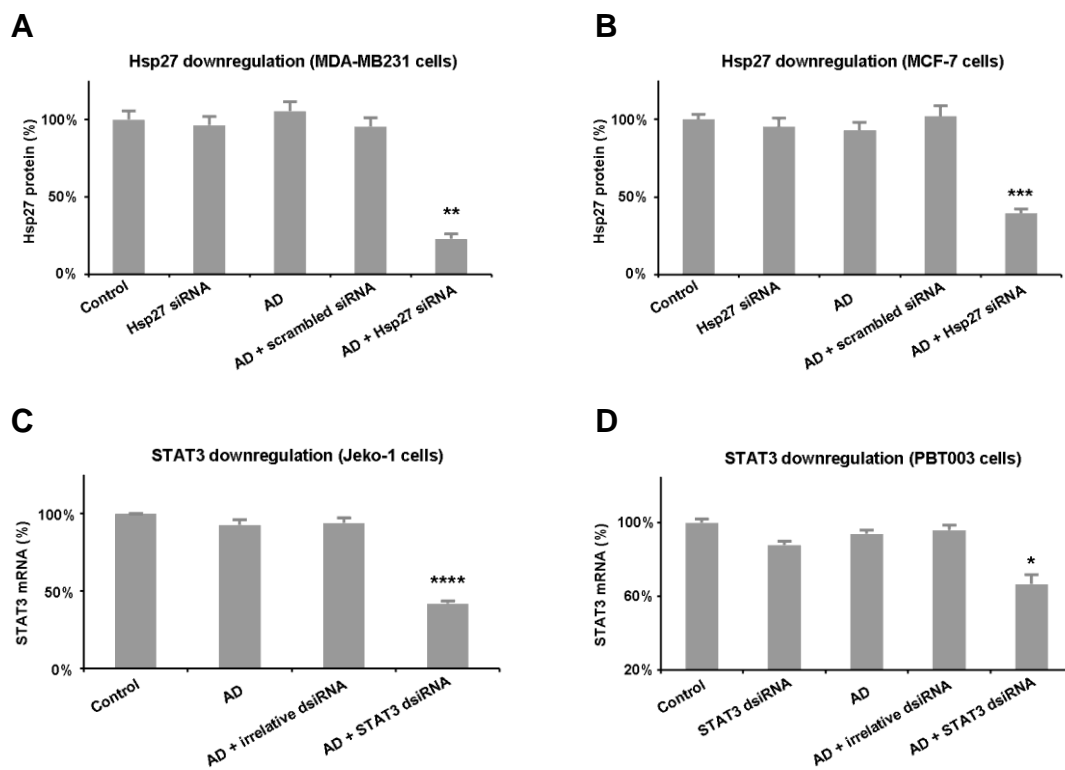 A
Hsp27 downregulation (MDA-MB231 cells)
Hsp27 protein (%)
100%
50%
0%
**
Control
Hsp27 siRNA
AD
AD + scrambled siRNA
AD + Hsp27 siRNA
B
Hsp27 downregulation (MCF-7 cells)
Hsp27 protein (%)
100%
50%
0%
***
Control
Hsp27 siRNA
AD
AD + scrambled siRNA
AD + Hsp27 siRNA
C
STAT3 downregulation (Jeko-1 cells)
STAT3 mRNA (%)
100%
50%
0%
****
Control
AD
AD + irrelative dsiRNA
AD + STAT3 dsiRNA
D
STAT3 downregulation (PBT003 cells)
STAT3 mRNA (%)
100%
60%
20%
*
Control
STAT3 dsiRNA
AD
AD + irrelative dsiRNA
AD + STAT3 dsiRNA